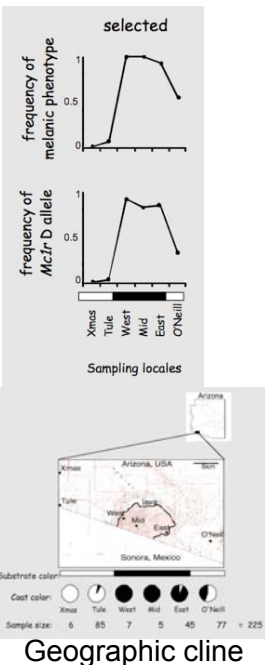 selected
frequency of
melanic phenotype
1
0.5
0
frequency of
Mc1r D allele
1
0.5
0
Xmas
Tule
West
Mid
East
O'Neill
Sampling locales
Arizona
Arizona, USA
5km
Xmas
lava
Tule
West
Mid
East
O'Neill
Sonora, Mexico
Substrate color:
Coat color:
Xmas Tule West Mid East O'Neill
Sample size: 6 85 7 5 45 77 = 225
Geographic cline